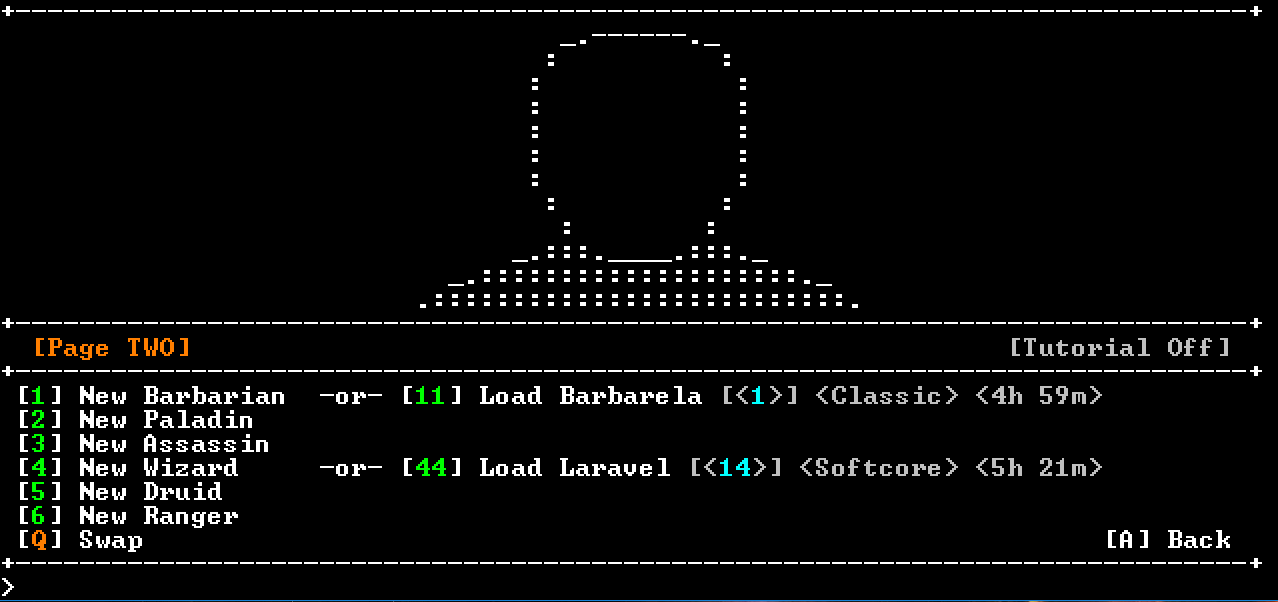 [Page TWO] [Tutorial Off]
[1] New Barbarian -or- [11] Load Barbarela [<1>] <Classic> <4h 59m>
[2] New Paladin
[3] New Assassin
[4] New Wizard -or- [44] Load Laravel [<14>] <Softcore> <5h 21m>
[5] New Druid
[6] New Ranger
[Q] Swap [A] Back
>